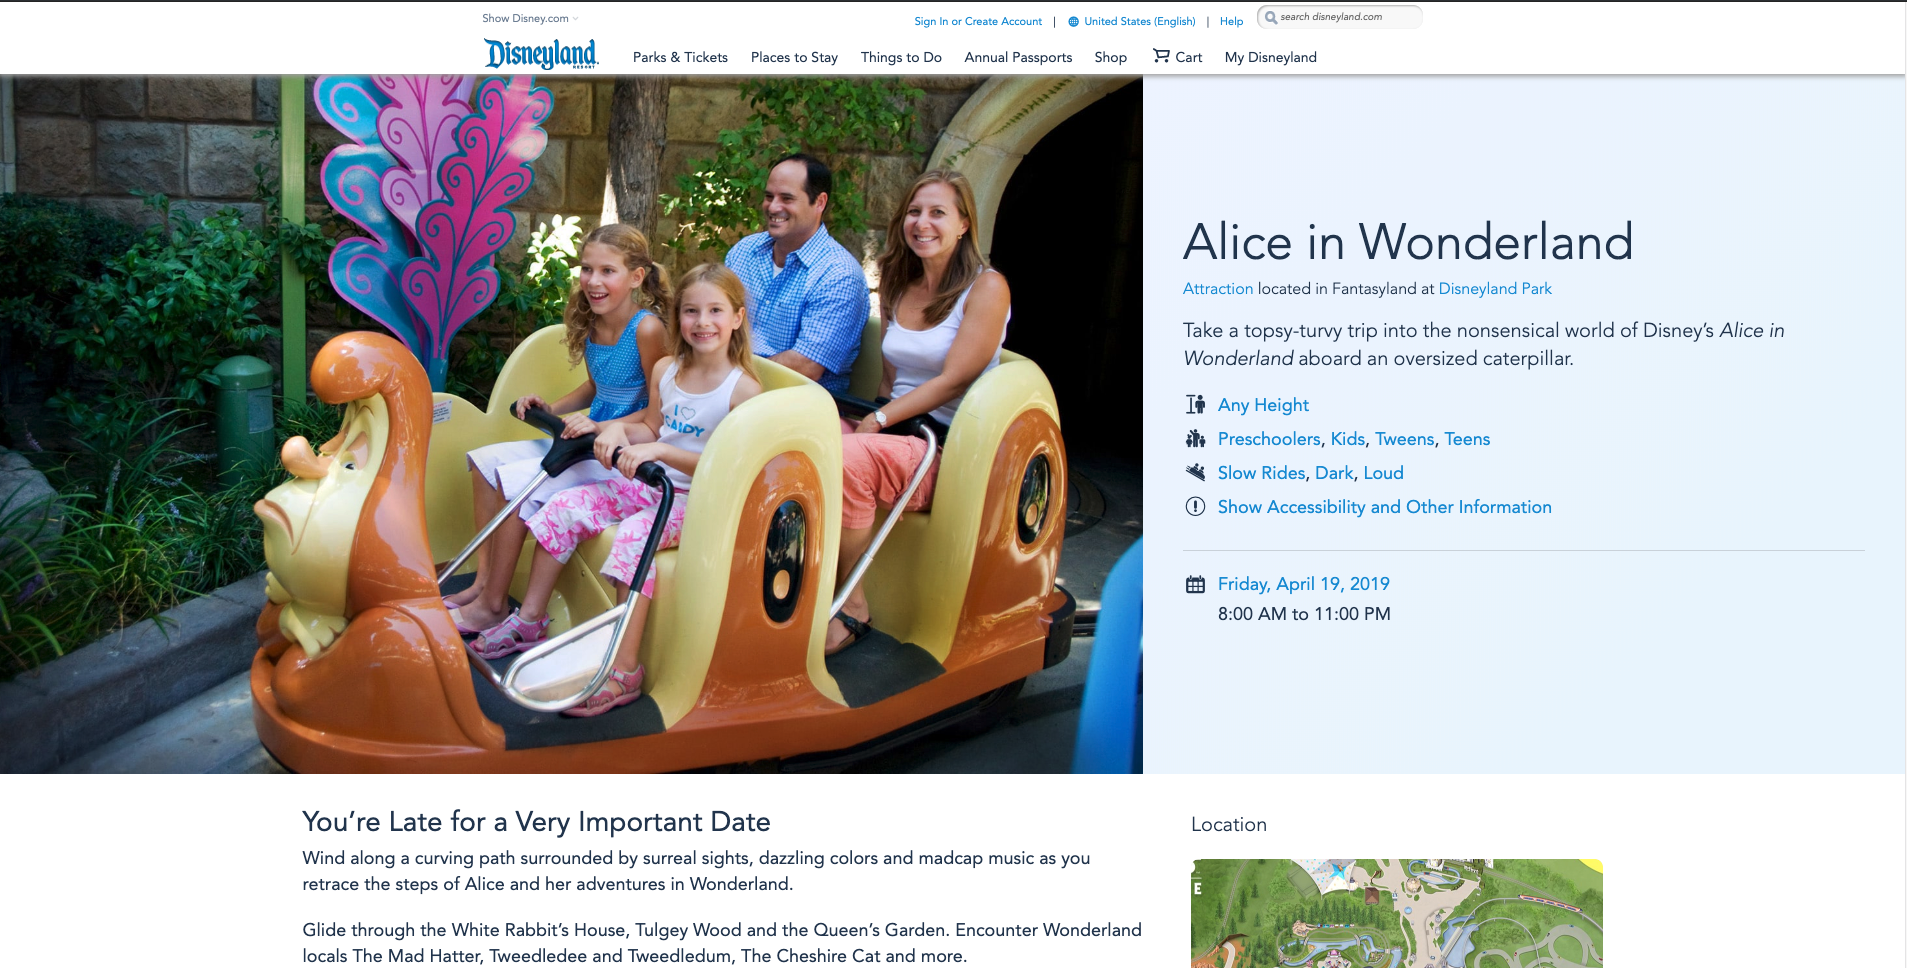 Show Disney.com
Sign In or Create Account | United States (English) | Help
search disneyland.com
Disneyland
RESORT
Parks & Tickets Places to Stay Things to Do Annual Passports Shop Cart My Disneyland
I ♡
CANDY
Alice in Wonderland
Attraction located in Fantasyland at Disneyland Park
Take a topsy-turvy trip into the nonsensical world of Disney’s Alice in
Wonderland aboard an oversized caterpillar.
Any Height
Preschoolers, Kids, Tweens, Teens
Slow Rides, Dark, Loud
Show Accessibility and Other Information
Friday, April 19, 2019
8:00 AM to 11:00 PM
You’re Late for a Very Important Date
Wind along a curving path surrounded by surreal sights, dazzling colors and madcap music as you
retrace the steps of Alice and her adventures in Wonderland.
Glide through the White Rabbit’s House, Tulgey Wood and the Queen’s Garden. Encounter Wonderland
locals The Mad Hatter, Tweedledee and Tweedledum, The Cheshire Cat and more.
Location
E